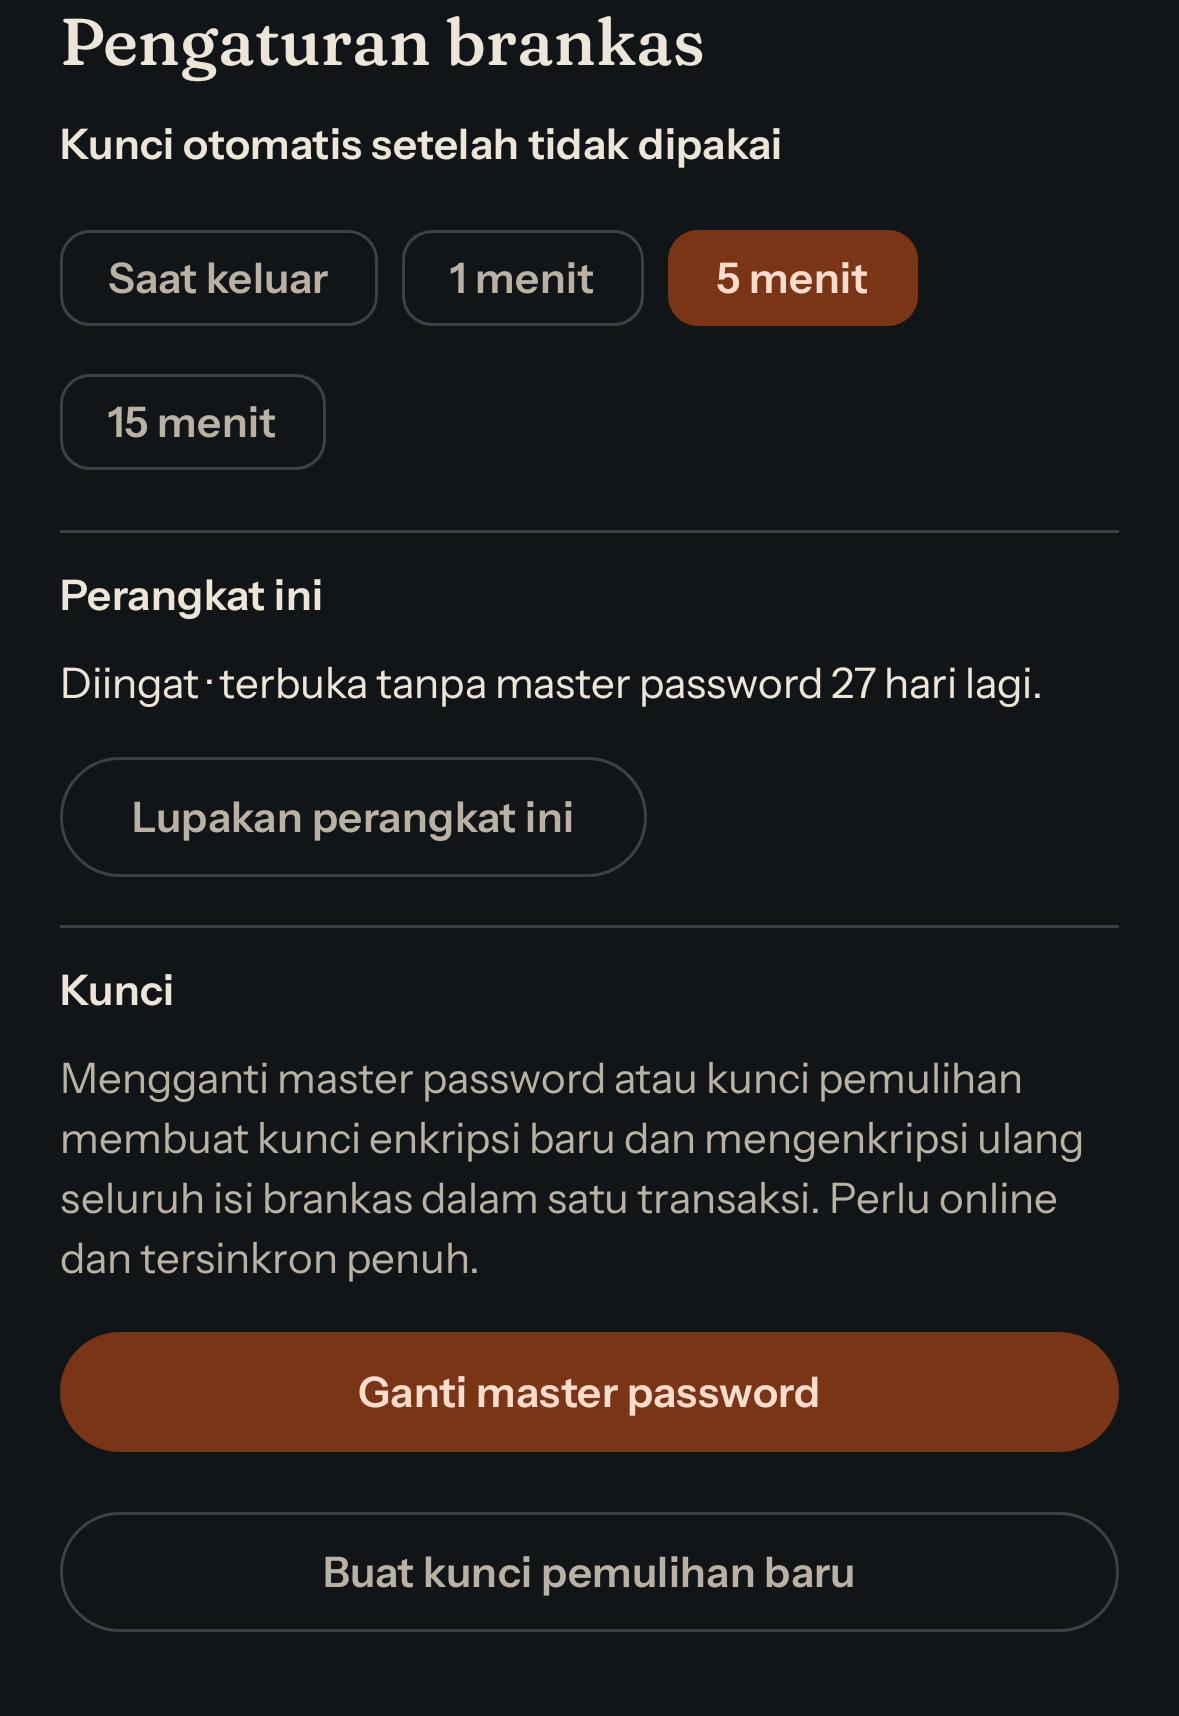 Pengaturan brankas
Kunci otomatis setelah tidak dipakai
Saat keluar
1 menit
5 menit
15 menit
Perangkat ini
Diingat · terbuka tanpa master password 27 hari lagi.
Lupakan perangkat ini
Kunci
Mengganti master password atau kunci pemulihan
membuat kunci enkripsi baru dan mengenkripsi ulang
seluruh isi brankas dalam satu transaksi. Perlu online
dan tersinkron penuh.
Ganti master password
Buat kunci pemulihan baru